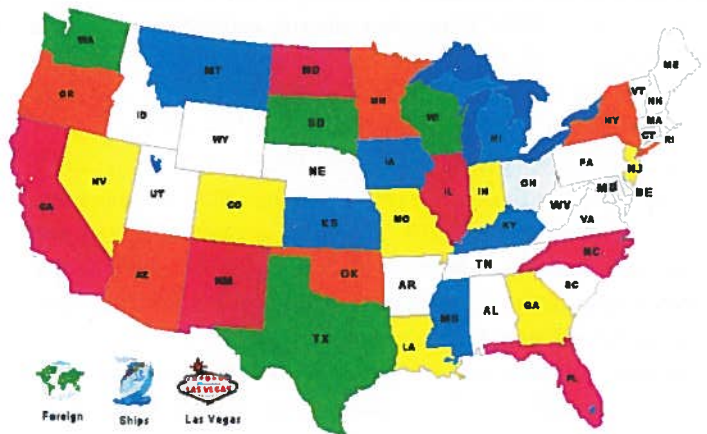 WA
MT
ND
MN
ME
VT
NH
OR
ID
SD
WI
MI
NY
MA
CT
RI
WY
IA
PA
NJ
NE
NV
UT
CO
IL
IN
OH
MD
DE
WV
VA
CA
KS
MO
KY
NC
TN
AZ
NM
OK
AR
SC
MS
AL
GA
TX
LA
FL
LAS VEGAS
Foreign
Ships
Las Vegas